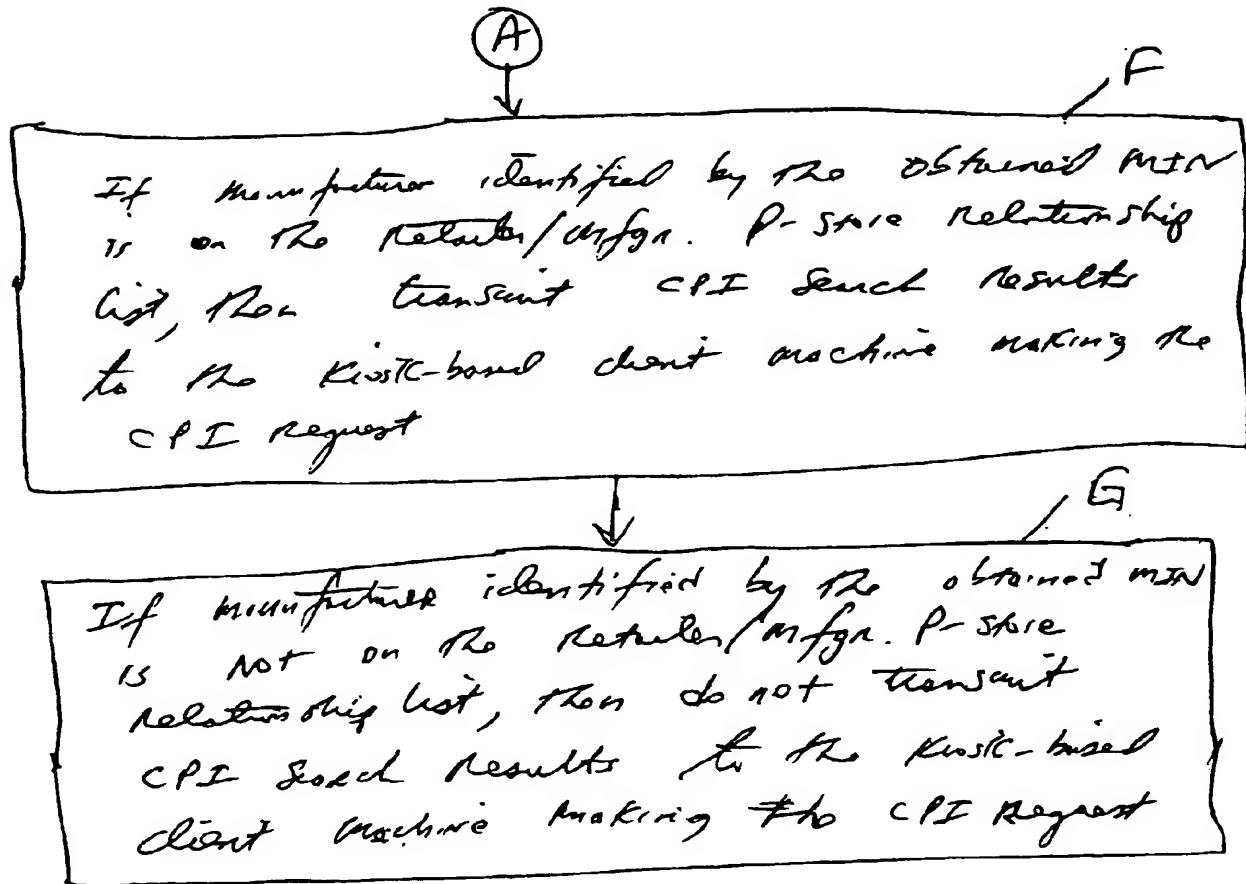 A
F
If manufacturer identified by the obtained MIN
is on the Retailer/Mfgr. P-Store Relationship
list, then transmit CPI Search Results
to the Kiosk-based client machine making the
CPI Request
G
If manufacturer identified by the obtained MIN
is Not on the Retailer/Mfgr. P-Store
Relationship list, then do not transmit
CPI Search Results to the Kiosk-based
client machine making the CPI Request